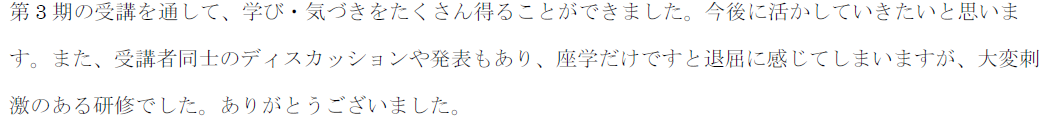 第 3 期の受講を通して、学び・気づきをたくさん得ることができました。今後に活かしていきたいと思いま
す。また、受講者同士のディスカッションや発表もあり、座学だけですと退屈に感じてしまいますが、大変刺
激のある研修でした。ありがとうございました。